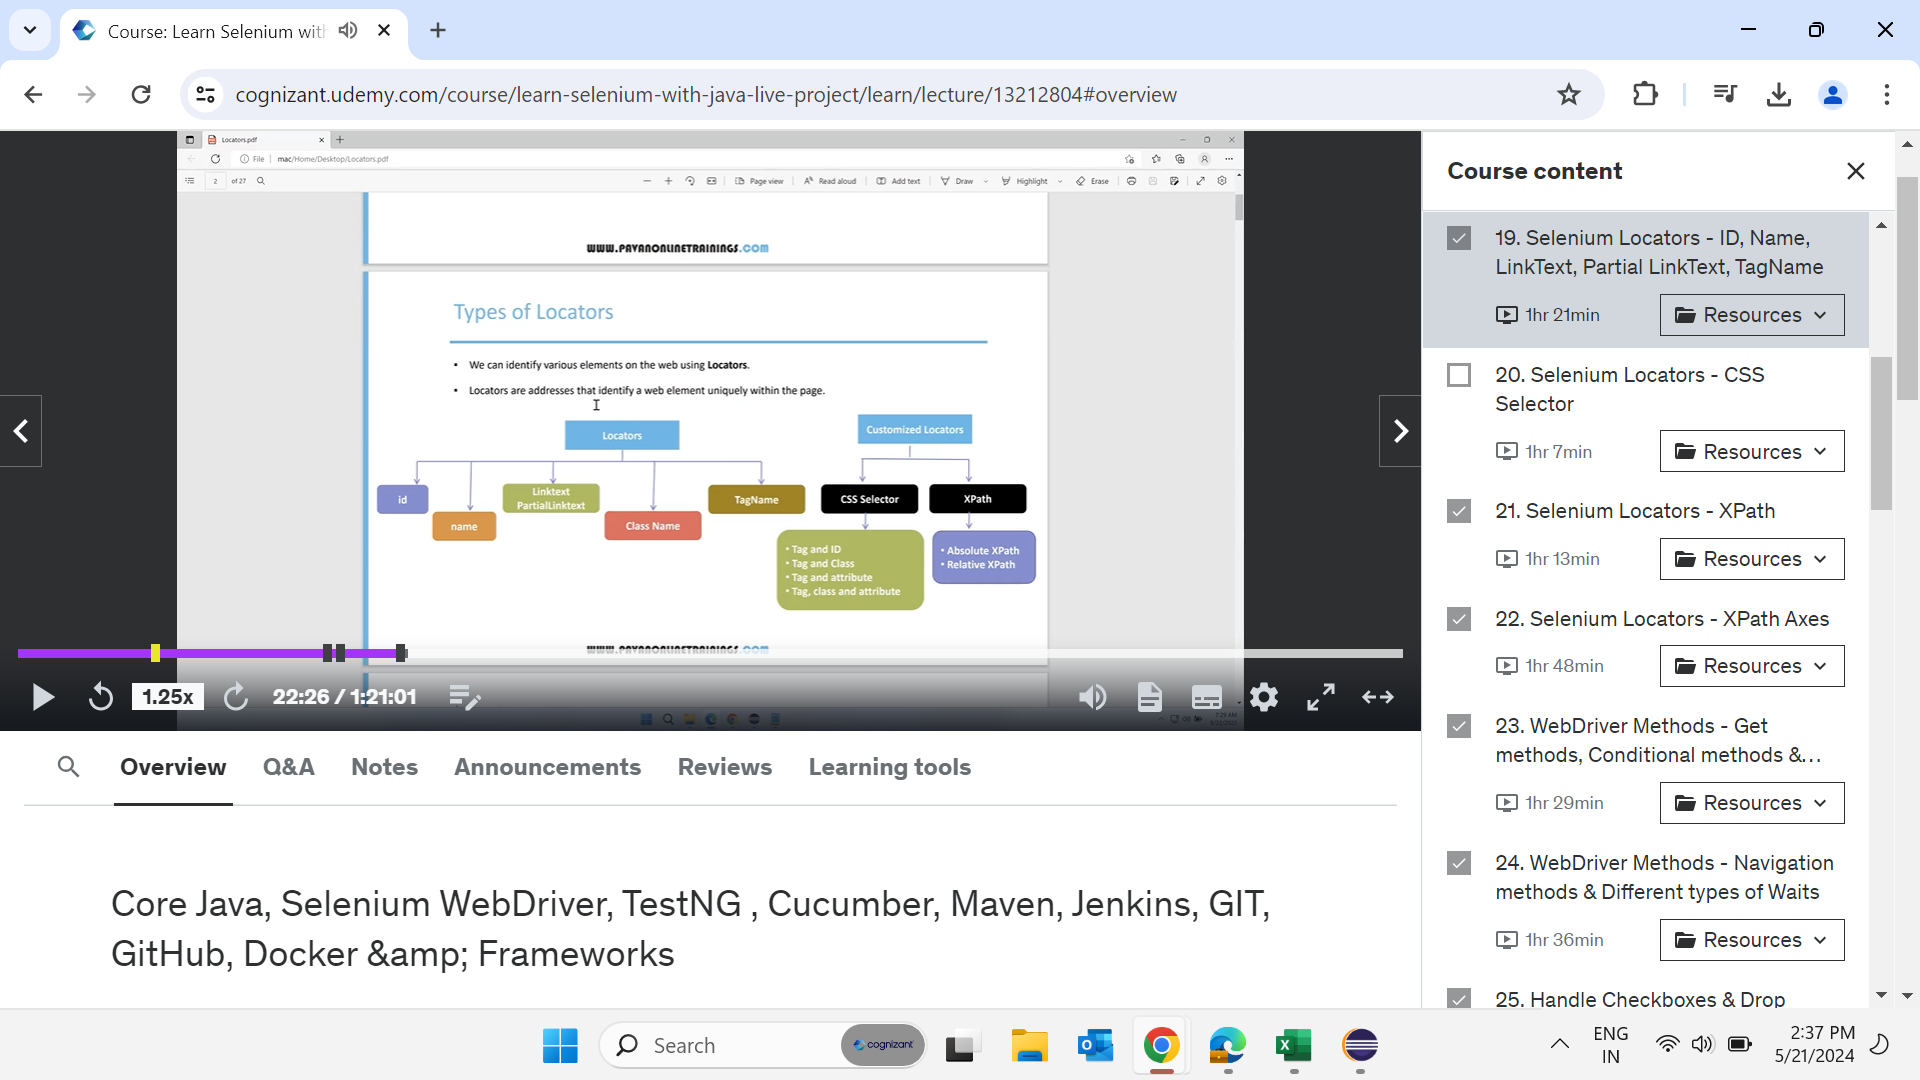 Course: Learn Selenium with
cognizant.udemy.com/course/learn-selenium-with-java-live-project/learn/lecture/13212804#overview
Locators.pdf
File | mac/Home/Desktop/Locators.pdf
2 of 27 Page view Read aloud Add text Draw Highlight Erase
www.pavanonlinetrainings.com
Types of Locators
• We can identify various elements on the web using Locators.
• Locators are addresses that identify a web element uniquely within the page.
Locators
Customized Locators
id
name
Linktext
PartialLinktext
Class Name
TagName
CSS Selector
XPath
• Tag and ID
• Tag and Class
• Tag and attribute
• Tag, class and attribute
• Absolute XPath
• Relative XPath
www.pavanonlinetrainings.com
1.25x 22:26 / 1:21:01
Course content
19. Selenium Locators - ID, Name,
LinkText, Partial LinkText, TagName
1hr 21min Resources
20. Selenium Locators - CSS
Selector
1hr 7min Resources
21. Selenium Locators - XPath
1hr 13min Resources
22. Selenium Locators - XPath Axes
1hr 48min Resources
23. WebDriver Methods - Get
methods, Conditional methods &...
1hr 29min Resources
24. WebDriver Methods - Navigation
methods & Different types of Waits
1hr 36min Resources
25. Handle Checkboxes & Drop
Overview Q&A Notes Announcements Reviews Learning tools
Core Java, Selenium WebDriver, TestNG , Cucumber, Maven, Jenkins, GIT,
GitHub, Docker &amp; Frameworks
Search cognizant
ENG
IN
2:37 PM
5/21/2024